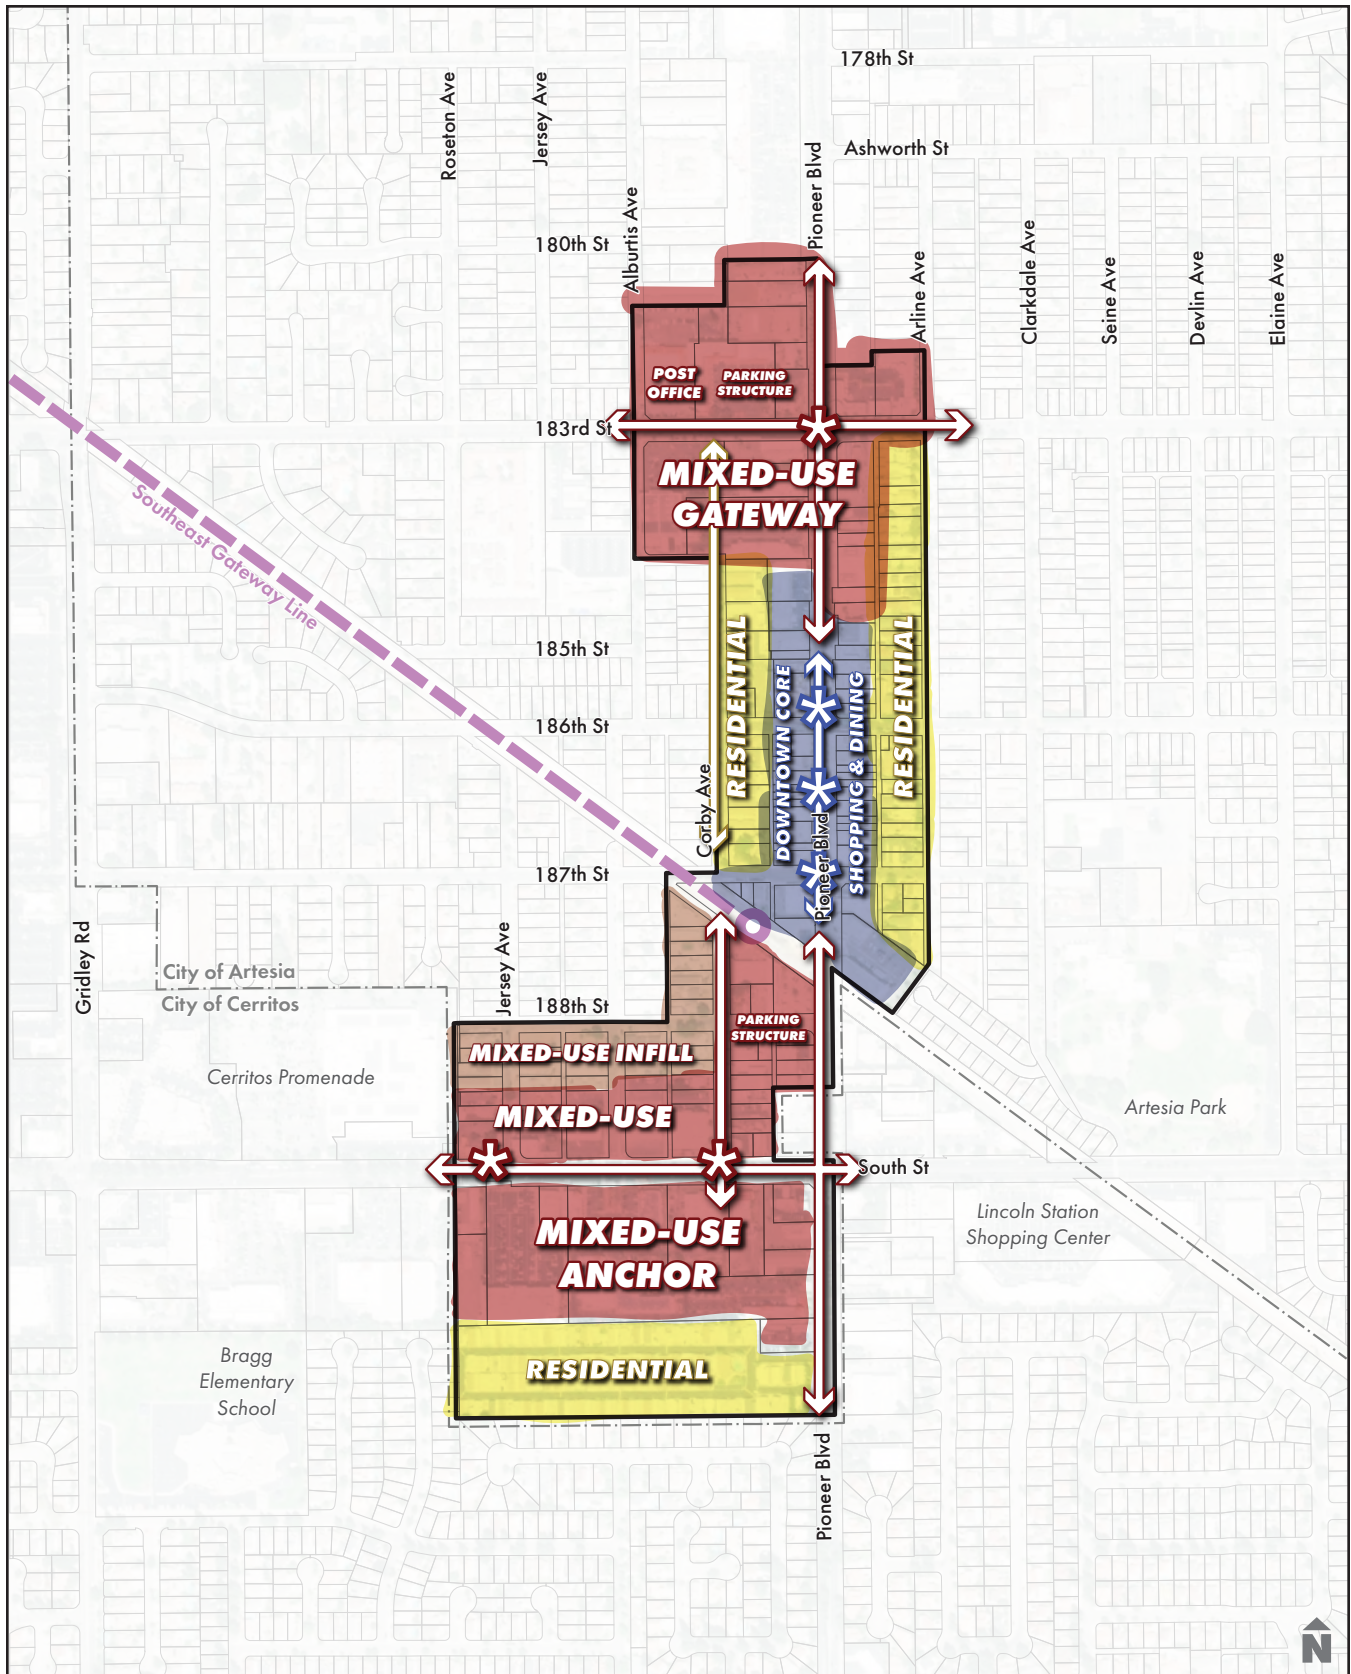 178th St
Ashworth St
Roseton Ave
Jersey Ave
Alburtis Ave
Pioneer Blvd
180th St
Arline Ave
Clarkdale Ave
Seine Ave
Devlin Ave
Elaine Ave
POST
OFFICE
PARKING
STRUCTURE
183rd St
MIXED-USE
GATEWAY
Southeast Gateway Line
185th St
186th St
RESIDENTIAL
DOWNTOWN CORE
SHOPPING & DINING
RESIDENTIAL
Corby Ave
Pioneer Blvd
187th St
Gridley Rd
City of Artesia
City of Cerritos
Jersey Ave
188th St
PARKING
STRUCTURE
MIXED-USE INFILL
Cerritos Promenade
MIXED-USE
Artesia Park
South St
MIXED-USE
ANCHOR
Lincoln Station
Shopping Center
Bragg
Elementary
School
RESIDENTIAL
Pioneer Blvd
N